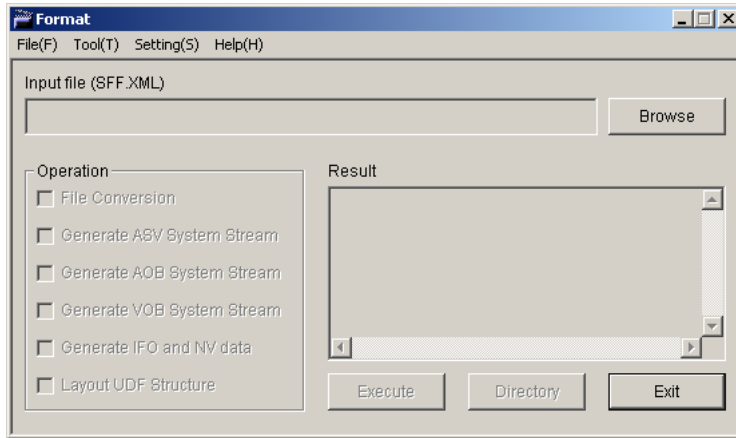 Format
File(F) Tool(T) Setting(S) Help(H)
Input file (SFF.XML)
Browse
Operation
File Conversion
Generate ASV System Stream
Generate AOB System Stream
Generate VOB System Stream
Generate IFO and NV data
Layout UDF Structure
Result
Execute Directory Exit